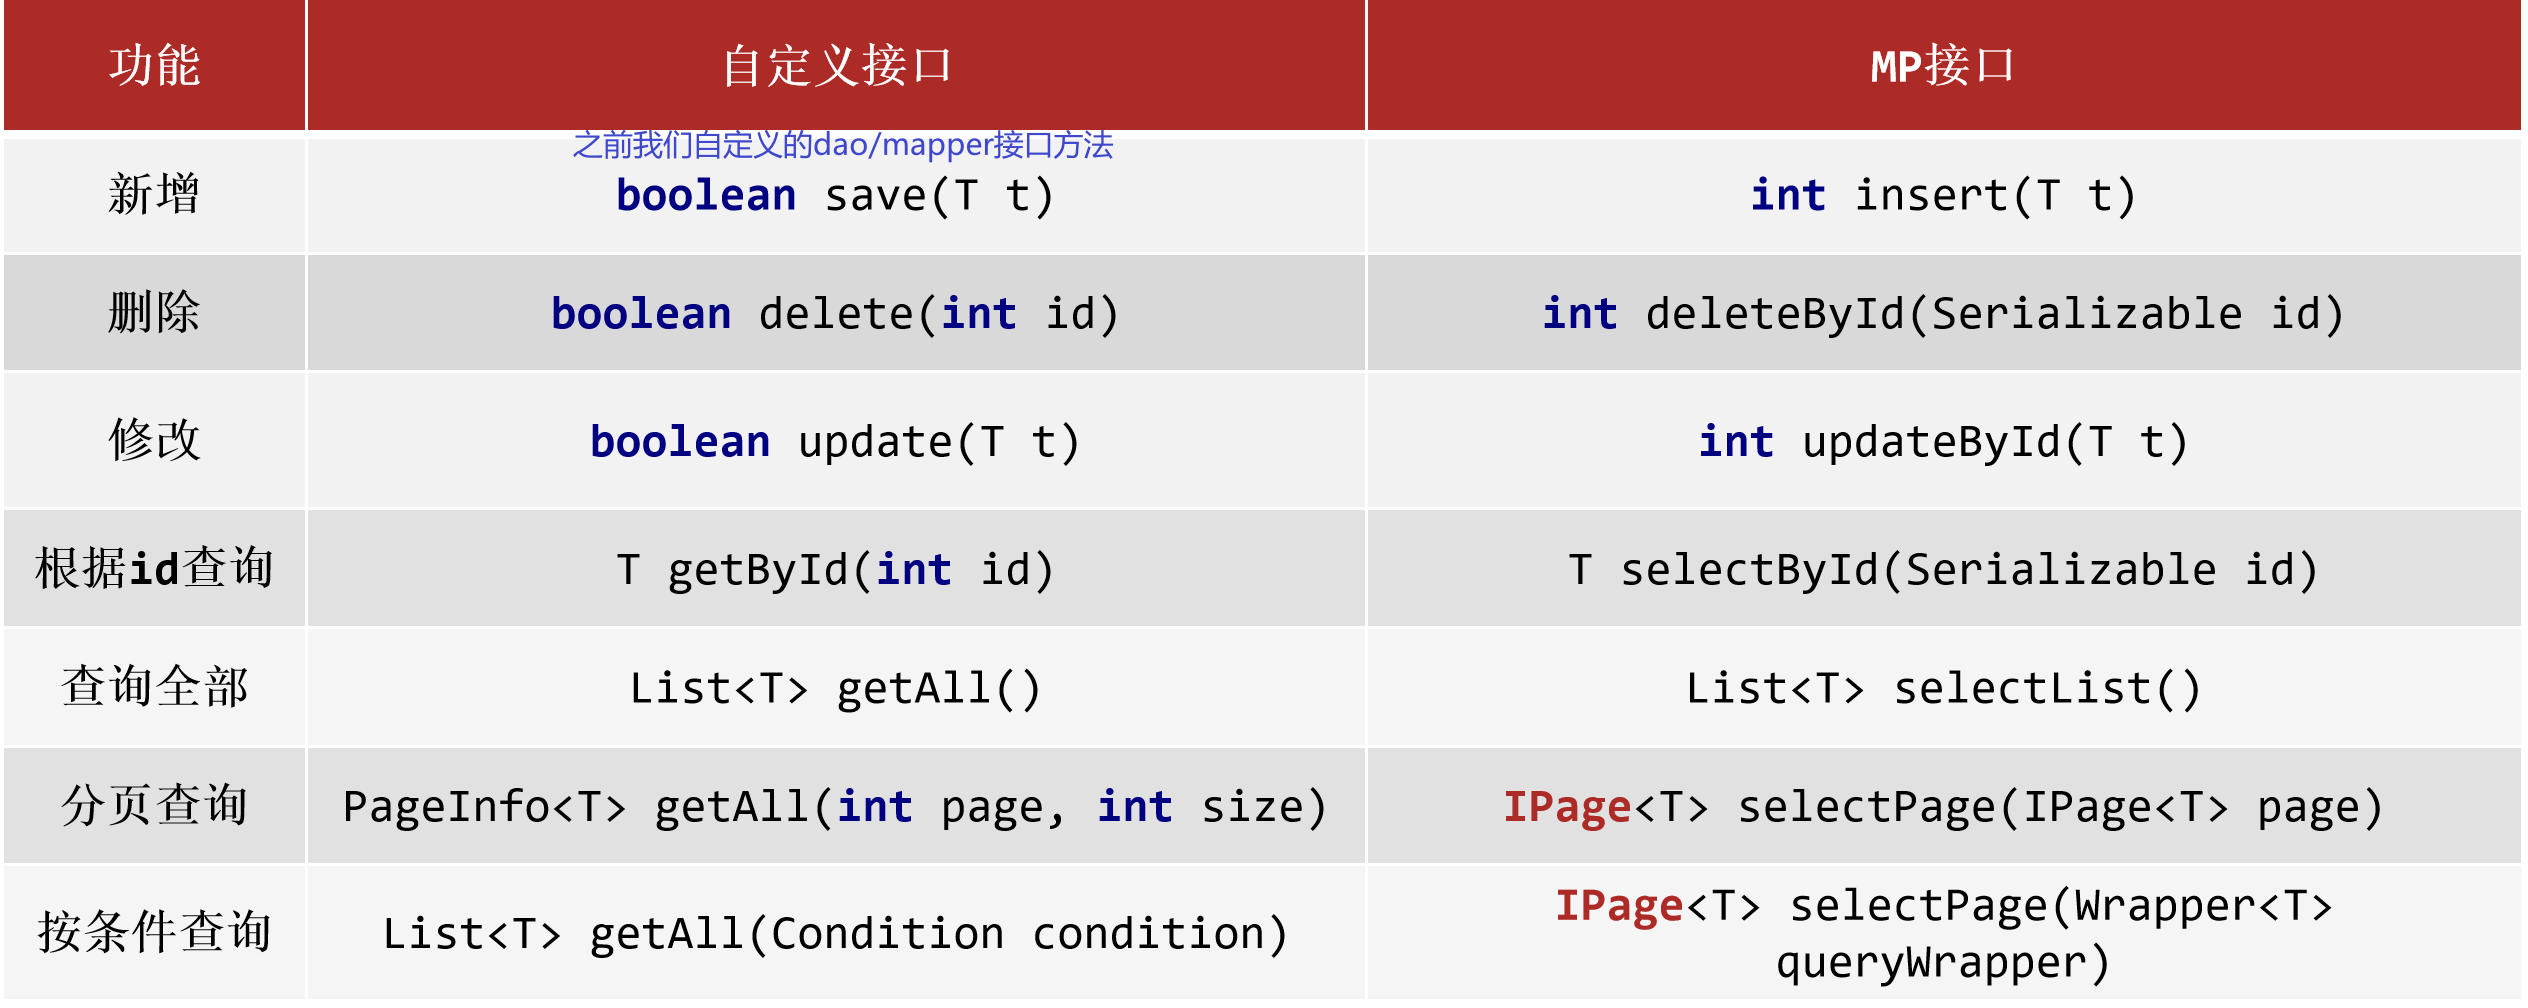 功能 自定义接口 MP接口
之前我们自定义的dao/mapper接口方法
新增 boolean save(T t) int insert(T t)
删除 boolean delete(int id) int deleteById(Serializable id)
修改 boolean update(T t) int updateById(T t)
根据id查询 T getById(int id) T selectById(Serializable id)
查询全部 List<T> getAll() List<T> selectList()
分页查询 PageInfo<T> getAll(int page, int size) IPage<T> selectPage(IPage<T> page)
按条件查询 List<T> getAll(Condition condition) IPage<T> selectPage(Wrapper<T>
queryWrapper)